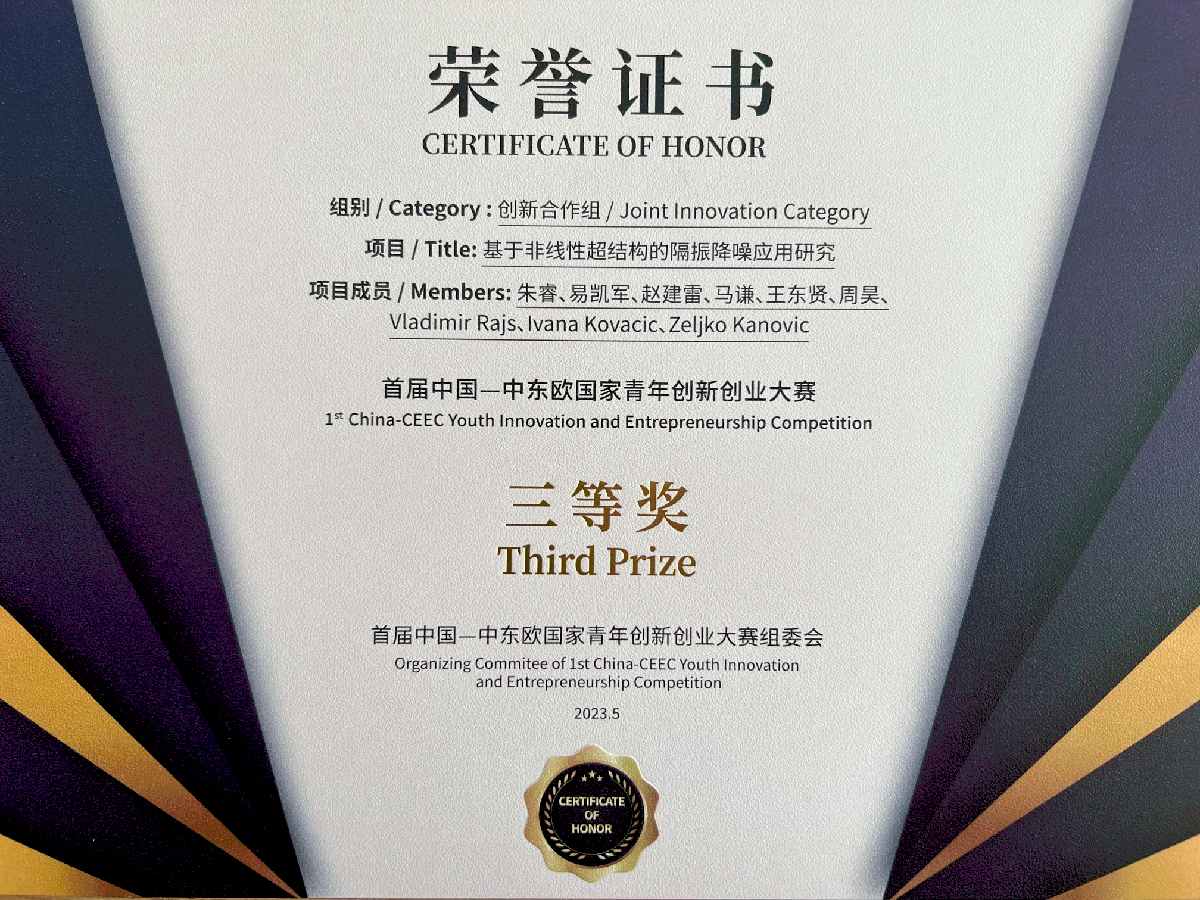 荣誉证书
CERTIFICATE OF HONOR
组别 / Category : 创新合作组 / Joint Innovation Category
项目 / Title: 基于非线性超结构的隔振降噪应用研究
项目成员 / Members: 朱睿、易凯军、赵建雷、马谦、王东贤、周昊、
Vladimir Rajs、Ivana Kovacic、Zeljko Kanovic
首届中国—中东欧国家青年创新创业大赛
1st China-CEEC Youth Innovation and Entrepreneurship Competition
三等奖
Third Prize
首届中国—中东欧国家青年创新创业大赛组委会
Organizing Commitee of 1st China-CEEC Youth Innovation
and Entrepreneurship Competition
2023.5
CERTIFICATE
OF
HONOR